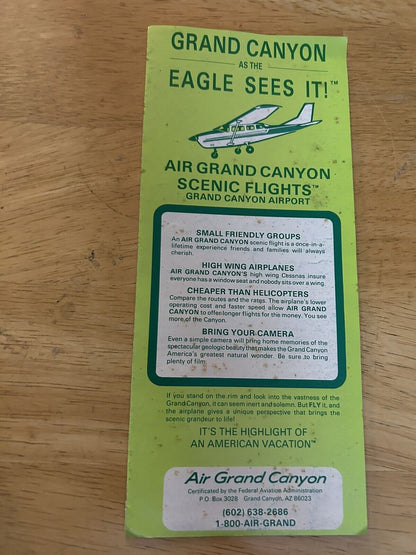 GRAND CANYON
AS THE
EAGLE SEES IT!™
AIR GRAND CANYON
SCENIC FLIGHTS™
GRAND CANYON AIRPORT
SMALL FRIENDLY GROUPS
An AIR GRAND CANYON scenic flight is a once-in-a-
lifetime experience friends and families will always
cherish.
HIGH WING AIRPLANES
AIR GRAND CANYON'S high wing Cessnas insure
everyone has a window seat and nobody sits over a wing.
CHEAPER THAN HELICOPTERS
Compare the routes and the rates. The airplane's lower
operating cost and faster speed allow AIR GRAND
CANYON to offer longer flights for the money. You see
more of the Canyon.
BRING YOUR CAMERA
Even a simple camera will bring home memories of the
spectacular geologic beauty that makes the Grand Canyon
America's greatest natural wonder. Be sure to bring
plenty of film.
If you stand on the rim and look into the vastness of the
Grand Canyon, it can seem inert and solemn. But FLY it, and
the airplane gives a unique perspective that brings the
scenic grandeur to life!
IT'S THE HIGHLIGHT OF
AN AMERICAN VACATION™
Air Grand Canyon
Certificated by the Federal Aviation Administration
P.O. Box 3028 Grand Canyon, AZ 86023
(602) 638-2686
1-800-AIR-GRAND